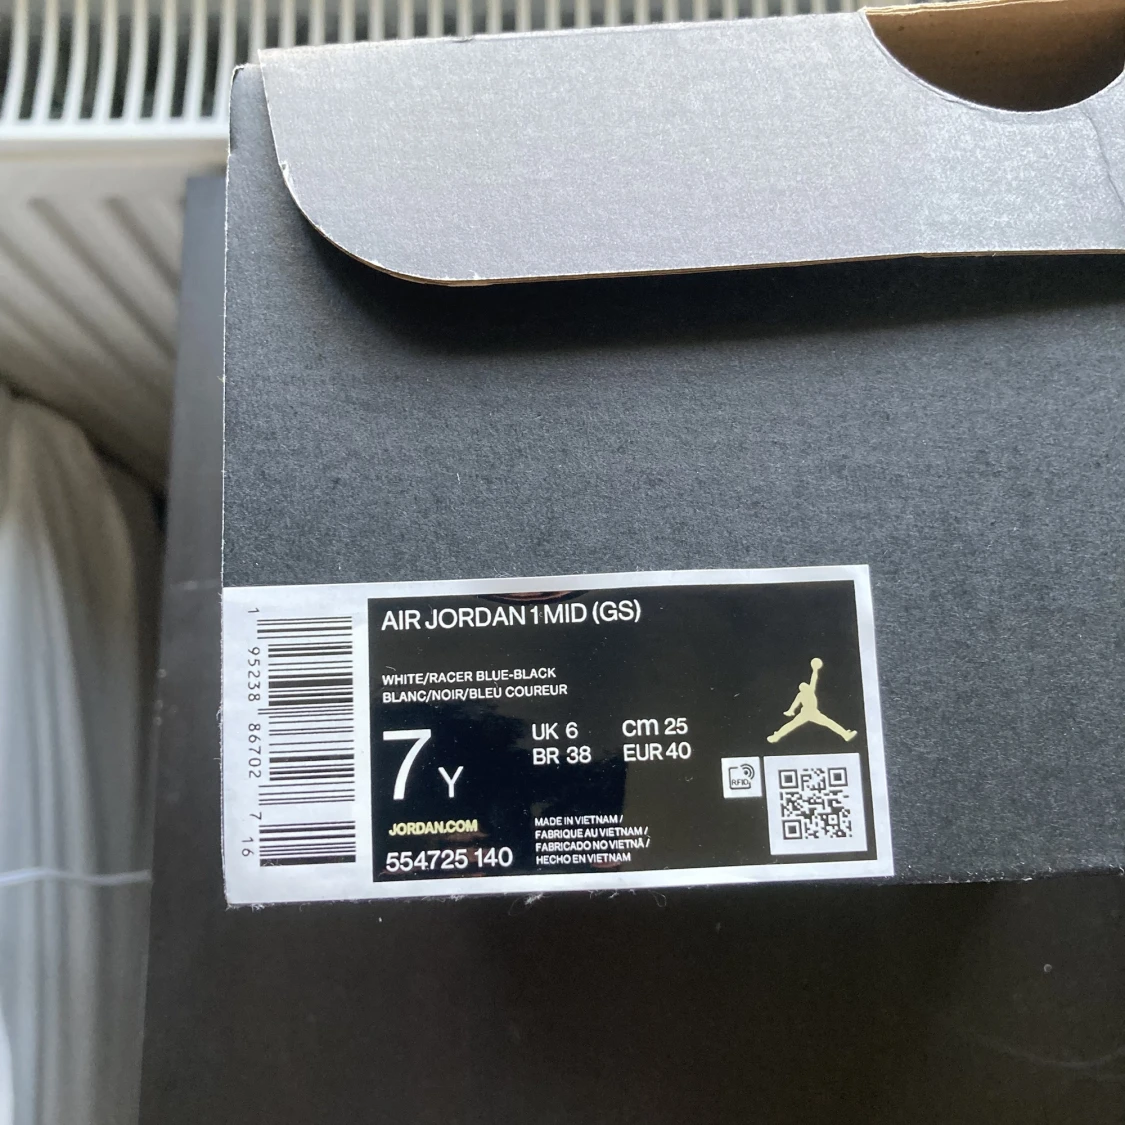 AIR JORDAN 1 MID (GS)
WHITE/RACER BLUE-BLACK
BLANC/NOIR/BLEU COUREUR
7 Y
UK 6 cm 25
BR 38 EUR 40
RFID
JORDAN.COM
554725 140
MADE IN VIETNAM /
FABRIQUE AU VIETNAM /
FABRICADO NO VIETNÃ /
HECHO EN VIETNAM
1 95238 86702 7 16